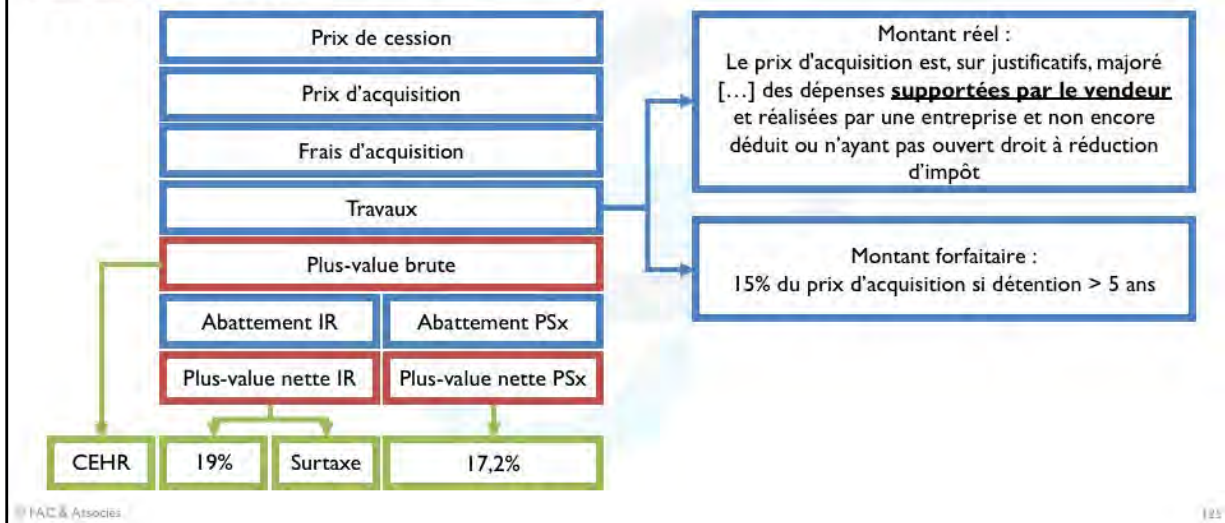 Prix de cession
Prix d'acquisition
Frais d'acquisition
Travaux
Plus-value brute
Abattement IR
Abattement PSx
Plus-value nette IR
Plus-value nette PSx
CEHR
19%
Surtaxe
17,2%
Montant réel :
Le prix d'acquisition est, sur justificatifs, majoré
[…] des dépenses supportées par le vendeur
et réalisées par une entreprise et non encore
déduit ou n'ayant pas ouvert droit à réduction
d'impôt
Montant forfaitaire :
15% du prix d'acquisition si détention > 5 ans
© FAC & Associés